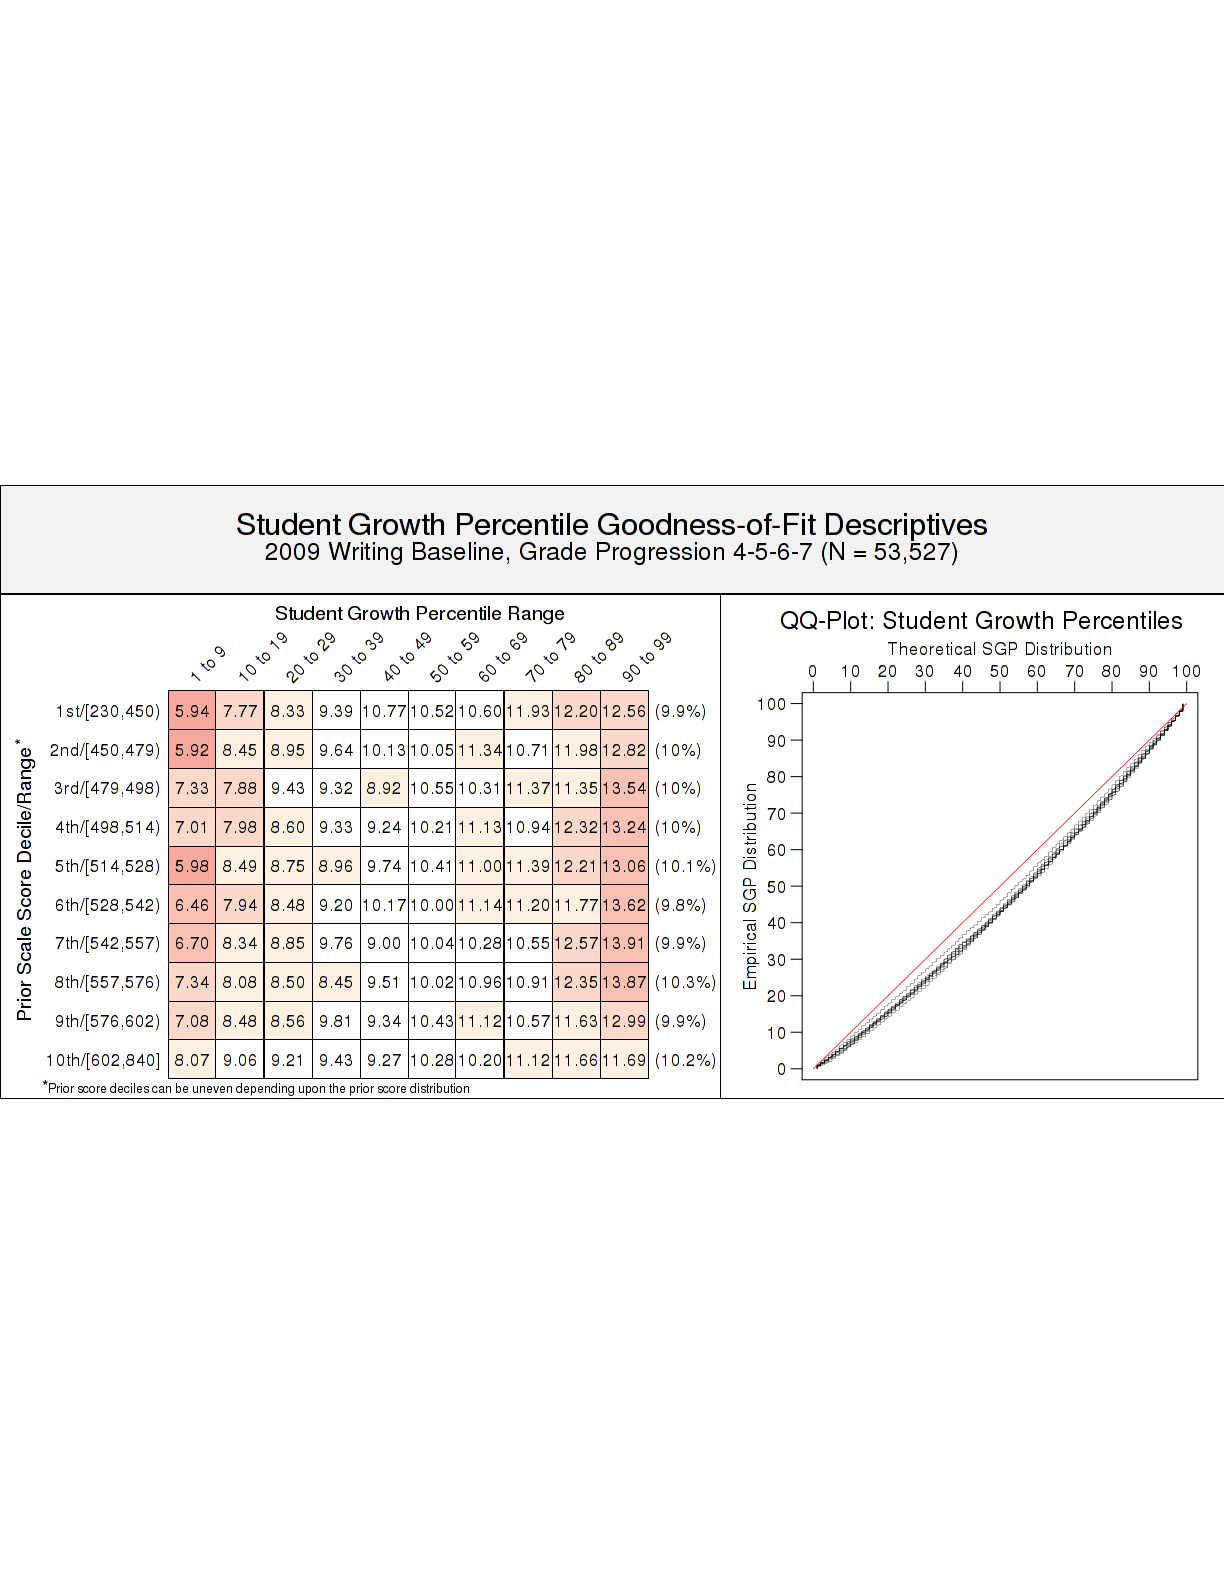 Student Growth Percentile Goodness-of-Fit Descriptives
2009 Writing Baseline, Grade Progression 4-5-6-7 (N = 53,527)
Student Growth Percentile Range
1 to 9 10 to 19 20 to 29 30 to 39 40 to 49 50 to 59 60 to 69 70 to 79 80 to 89 90 to 99
Prior Scale Score Decile/Range*
1st/[230,450) 5.94 7.77 8.33 9.39 10.77 10.52 10.60 11.93 12.20 12.56 (9.9%)
2nd/[450,479) 5.92 8.45 8.95 9.64 10.13 10.05 11.34 10.71 11.98 12.82 (10%)
3rd/[479,498) 7.33 7.88 9.43 9.32 8.92 10.55 10.31 11.37 11.35 13.54 (10%)
4th/[498,514) 7.01 7.98 8.60 9.33 9.24 10.21 11.13 10.94 12.32 13.24 (10%)
5th/[514,528) 5.98 8.49 8.75 8.96 9.74 10.41 11.00 11.39 12.21 13.06 (10.1%)
6th/[528,542) 6.46 7.94 8.48 9.20 10.17 10.00 11.14 11.20 11.77 13.62 (9.8%)
7th/[542,557) 6.70 8.34 8.85 9.76 9.00 10.04 10.28 10.55 12.57 13.91 (9.9%)
8th/[557,576) 7.34 8.08 8.50 8.45 9.51 10.02 10.96 10.91 12.35 13.87 (10.3%)
9th/[576,602) 7.08 8.48 8.56 9.81 9.34 10.43 11.12 10.57 11.63 12.99 (9.9%)
10th/[602,840] 8.07 9.06 9.21 9.43 9.27 10.28 10.20 11.12 11.66 11.69 (10.2%)
*Prior score deciles can be uneven depending upon the prior score distribution
QQ-Plot: Student Growth Percentiles
Theoretical SGP Distribution
0 10 20 30 40 50 60 70 80 90 100
Empirical SGP Distribution
100
90
80
70
60
50
40
30
20
10
0